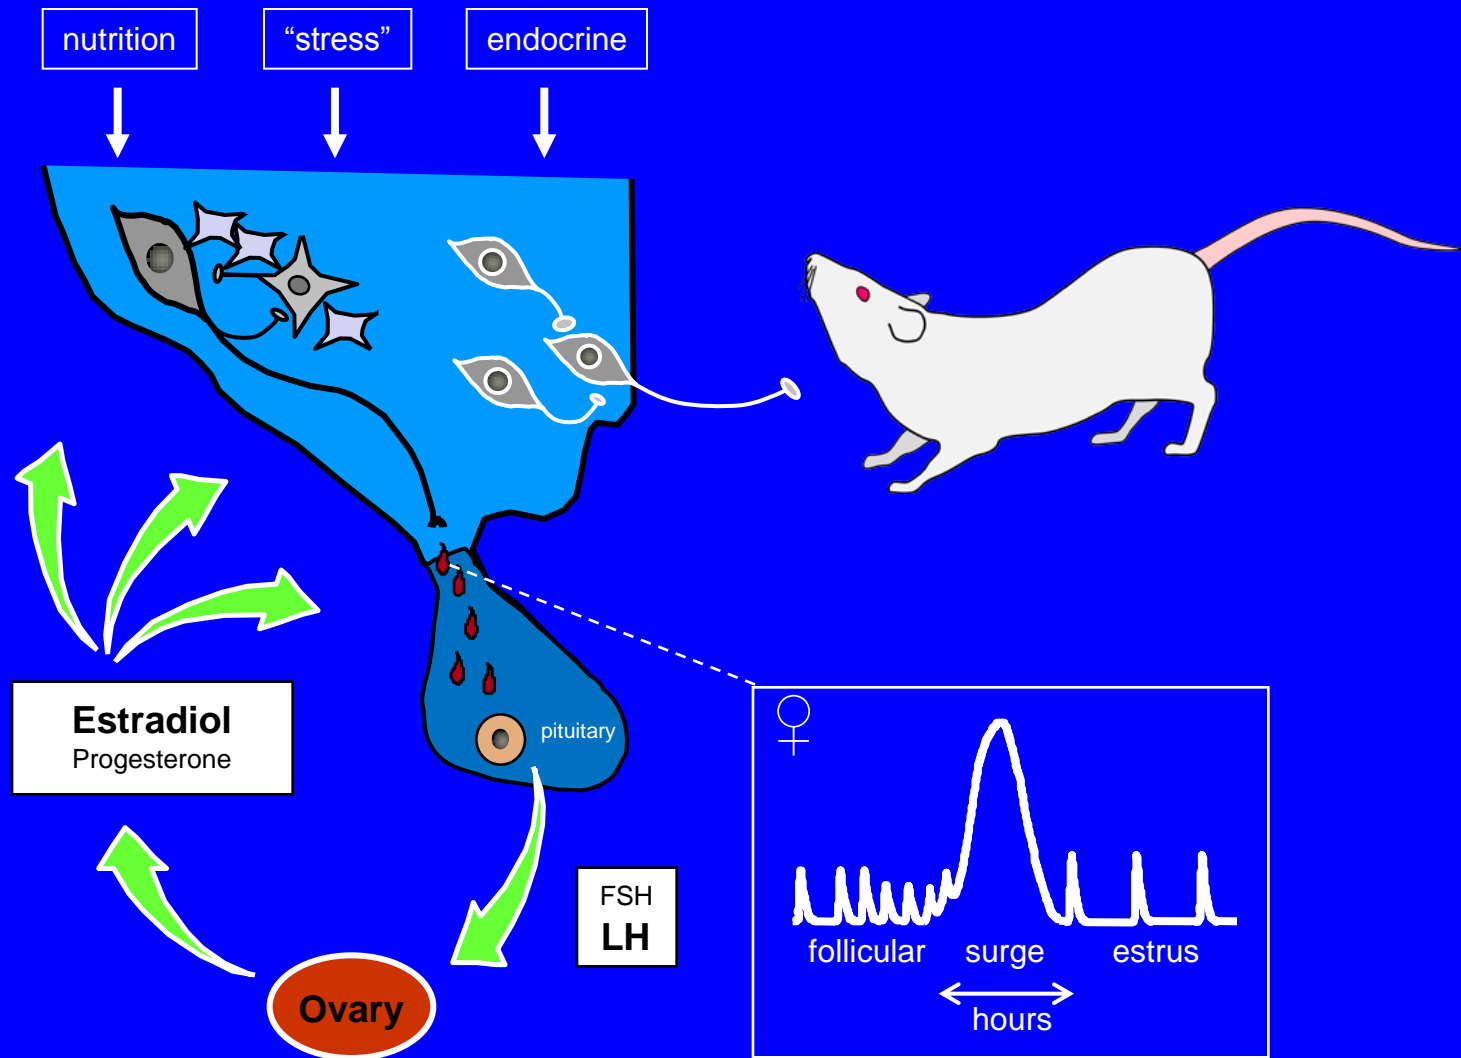 nutrition
“stress”
endocrine
Estradiol
Progesterone
pituitary
FSH
LH
Ovary
follicular
surge
estrus
hours